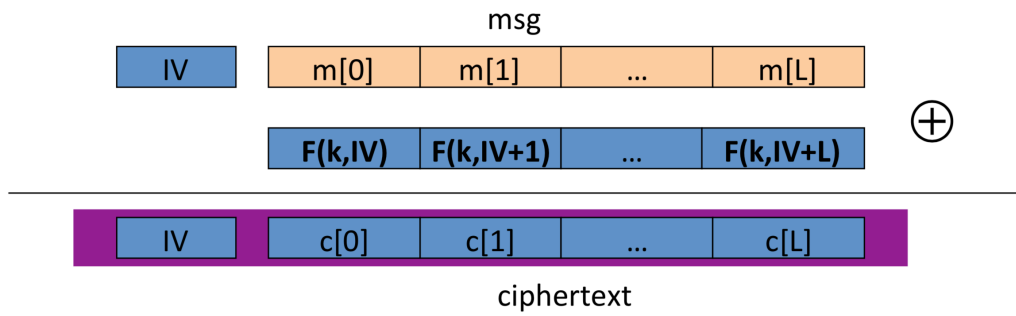 msg
IV m[0] m[1] ... m[L]
⊕
F(k,IV) F(k,IV+1) ... F(k,IV+L)
IV c[0] c[1] ... c[L]
ciphertext